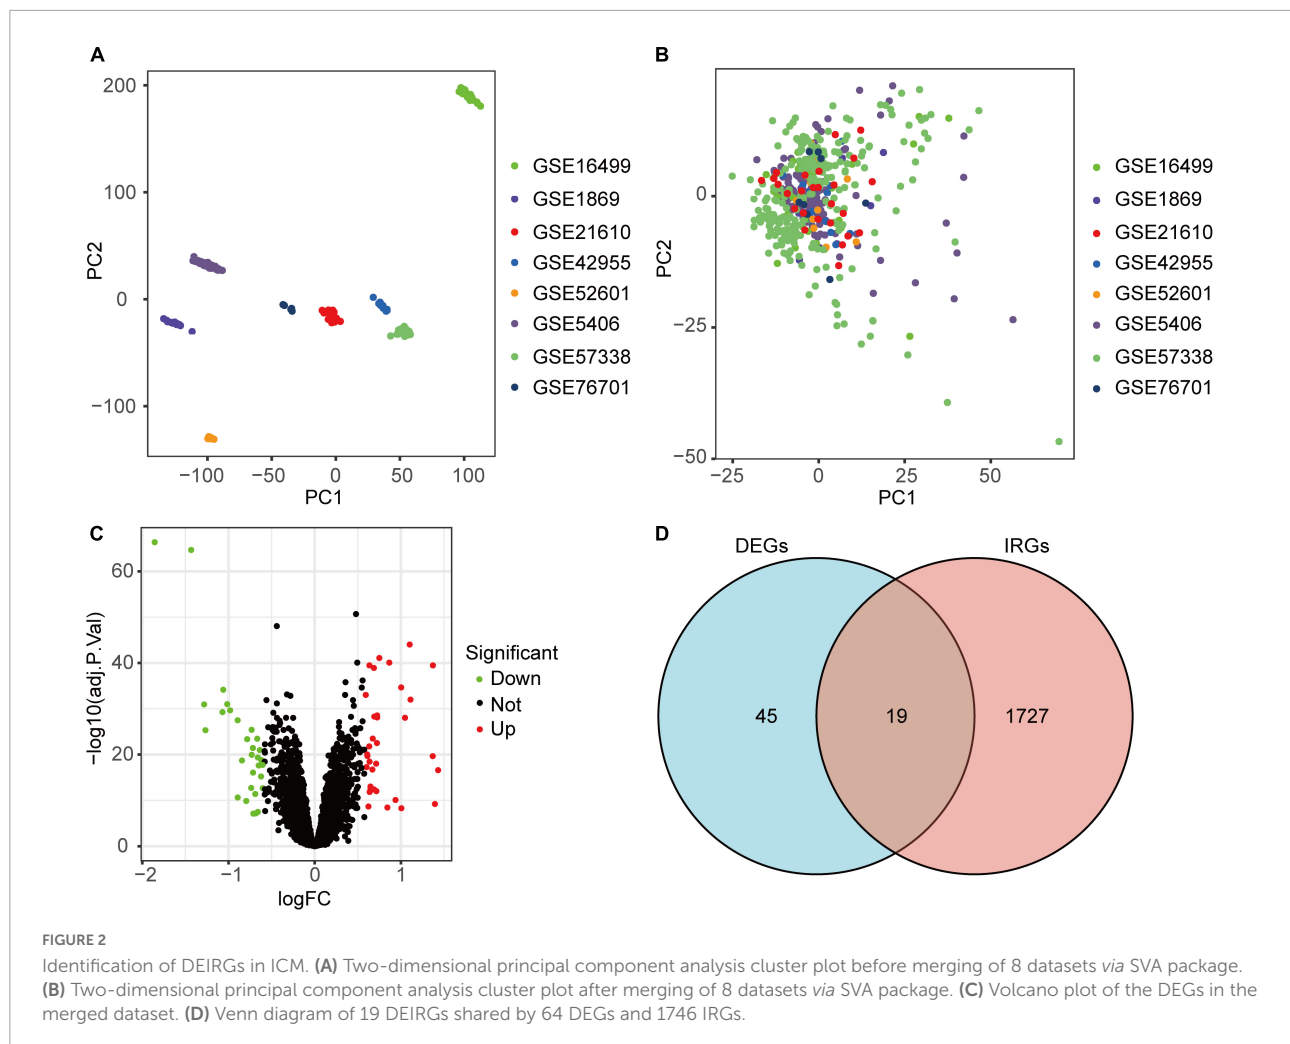 A
200
100
0
−100
PC2
−100
−50
0
50
100
PC1
GSE16499
GSE1869
GSE21610
GSE42955
GSE52601
GSE5406
GSE57338
GSE76701
B
0
−25
−50
PC2
−25
0
25
50
PC1
GSE16499
GSE1869
GSE21610
GSE42955
GSE52601
GSE5406
GSE57338
GSE76701
C
60
40
20
0
−log10(adj.P.Val)
−2
−1
0
1
logFC
Significant
Down
Not
Up
D
DEGs
IRGs
45
19
1727
FIGURE 2
Identification of DEIRGs in ICM. (A) Two-dimensional principal component analysis cluster plot before merging of 8 datasets via SVA package.
(B) Two-dimensional principal component analysis cluster plot after merging of 8 datasets via SVA package. (C) Volcano plot of the DEGs in the
merged dataset. (D) Venn diagram of 19 DEIRGs shared by 64 DEGs and 1746 IRGs.